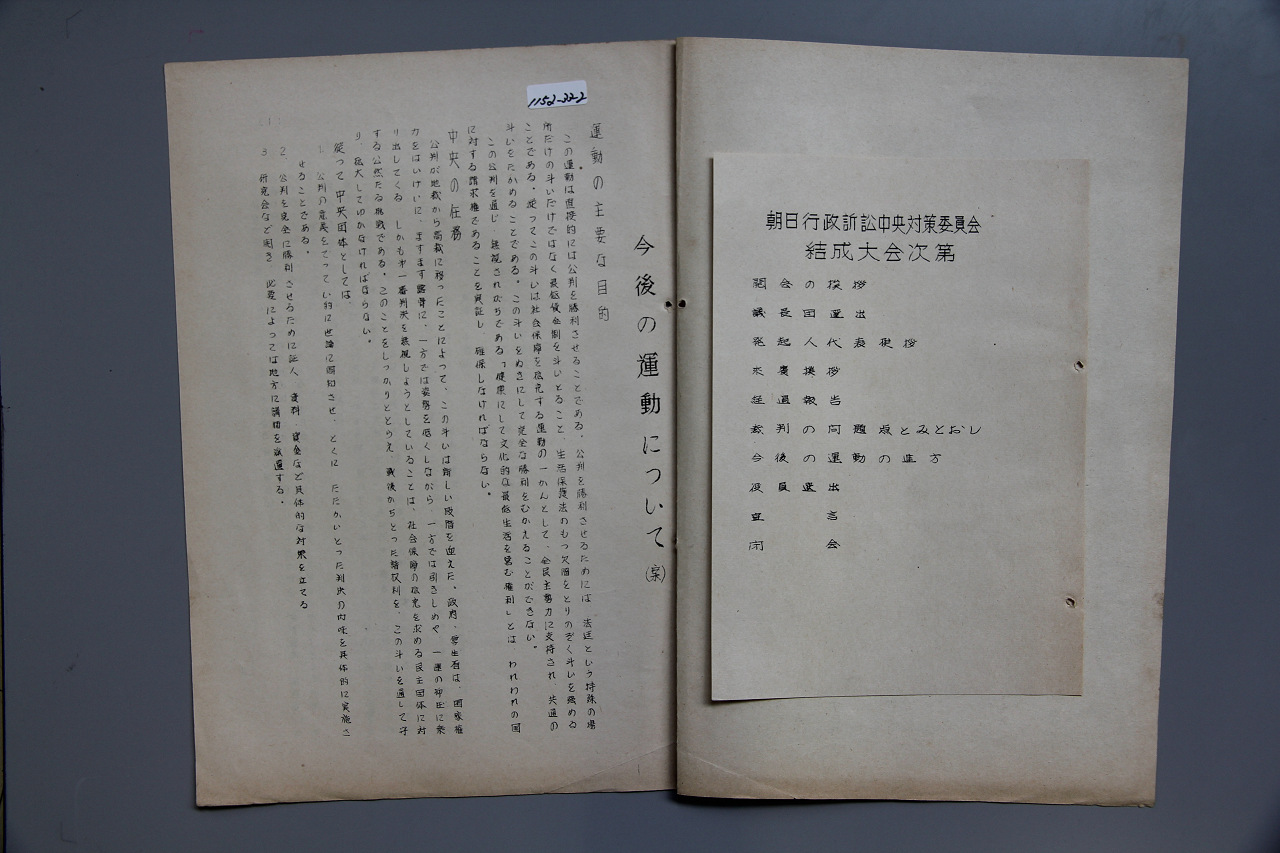 朝日行政訴訟中央対策委員会
結成大会次第
開会の挨拶
議長団選出
発起人代表挨拶
来賓挨拶
経過報告
裁判の問題点とみとおし
今後の運動の進方
役員選出
宣言
閉会
1152-32-2
今後の運動について(案)
運動の主要な目的
この運動は直接的には公判を勝利させることである。公判を勝利させるためには、法廷という特殊の場
所だけの斗いだけではなく最低賃金制を斗いとること、生活保護法のもつ欠陥をとりのぞく斗いを強める
ことである。従ってこの斗いは社会保障を拡充する運動の一かんとして、全民主勢力に支持され、共通の
斗いをたかめることである。この斗いをぬきにして完全な勝利をむかえることができない。
この公判を通じ、無視されがちである「健康にして文化的な最低生活を営む権利」とは、われわれの国
に対する請求権であることを実証し、確保しなければならない。
中央の任務
公判が地裁から高裁に移ったことによって、この斗いは新しい段階を迎えた。政府・厚生省は、国家権
力をはいけいに、ますます露骨に、一方では姿勢を低くしながら、一方では引きしめや、一連の
り出してくる しかも第一審判決を無視しようとしていることは、社会保障の拡充を求める民主団体に対
する公然たる挑戦である。このことをしっかりととらえ、戦後かちとった諸权利を、この斗いを通して守
り、拡大してゆかなければならない。
従って中央団体としては、
1. 公判の意義をてってい的に世論に周知させ、とくに、たたかいとった判決の内味を具体的に実施さ
せることである。
2. 公判を完全に勝利させるために証人、資料、資金など具体的な対策を立てる
3. 研究会など開き 必要によっては地方に講師を派遣する。